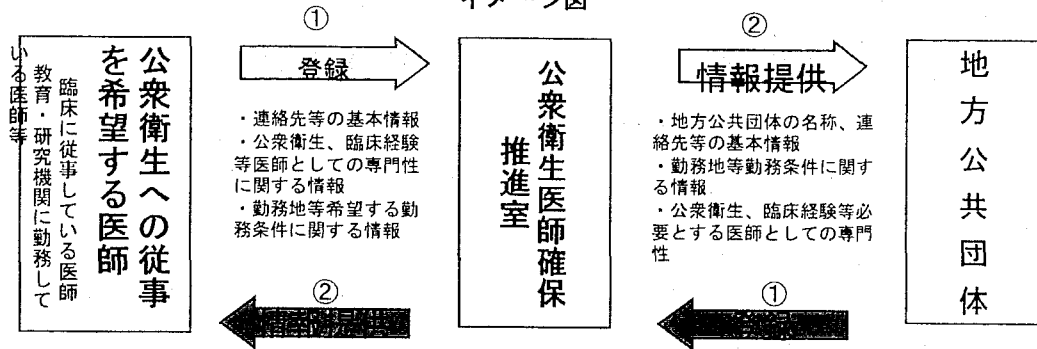 イメージ図
①
登録
・連絡先等の基本情報
・公衆衛生、臨床経験
等医師としての専門性
に関する情報
・勤務地等希望する勤
務条件に関する情報
②
公衆衛生への従事
を希望する医師
臨床に従事している医師
教育・研究機関に勤務して
いる医師等
公衆衛生医師確保
推進室
②
情報提供
・地方公共団体の名称、連
絡先等の基本情報
・勤務地等勤務条件に関す
る情報
・公衆衛生、臨床経験等必
要とする医師としての専門
性
①
地方公共団体